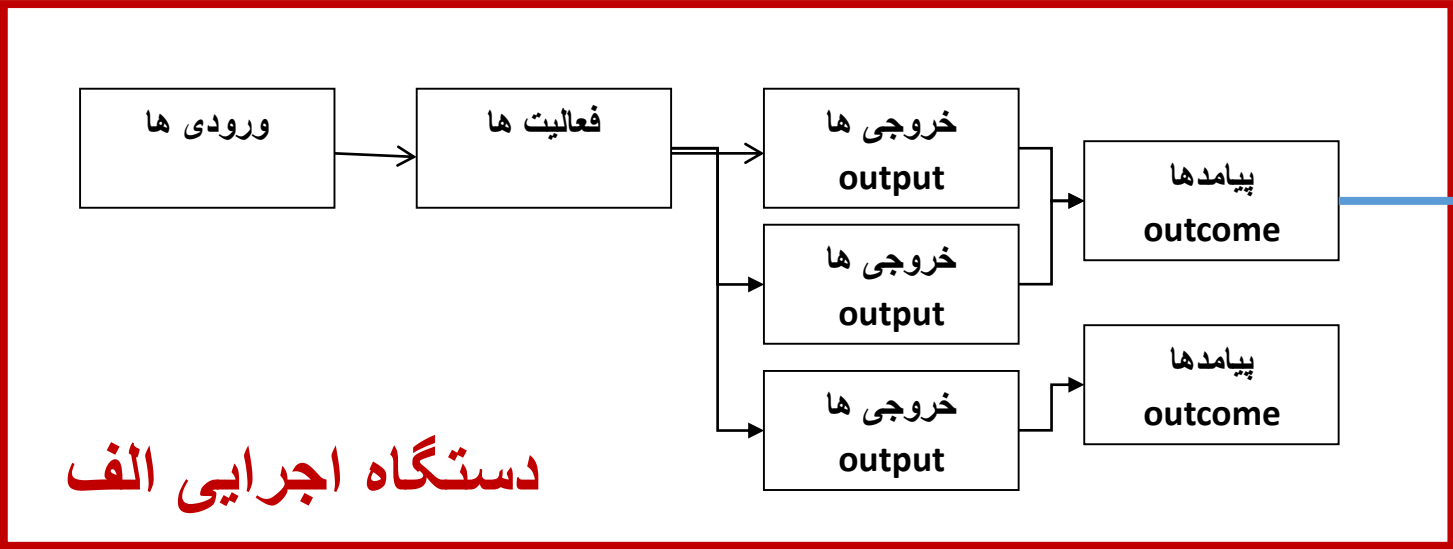 ورودی ها
فعالیت ها
خروجی ها
output
خروجی ها
output
خروجی ها
output
پیامدها
outcome
پیامدها
outcome
دستگاه اجرایی الف